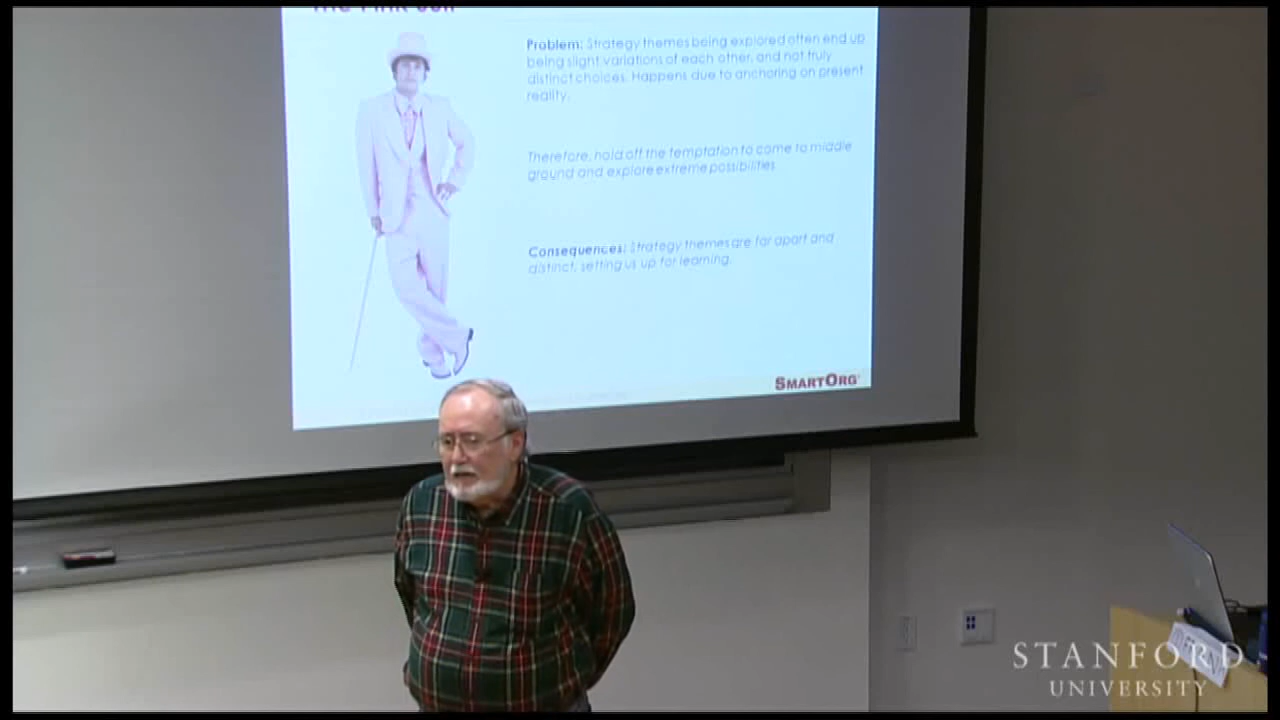 Problem: Strategy themes being explored often end up
being slight variations of each other, and not truly
distinct choices. Happens due to anchoring on present
reality.
Therefore, hold off the temptation to come to middle
ground and explore extreme possibilities
Consequences: Strategy themes are far apart and
distinct, setting us up for learning.
SMARTORG
STANFORD
UNIVERSITY